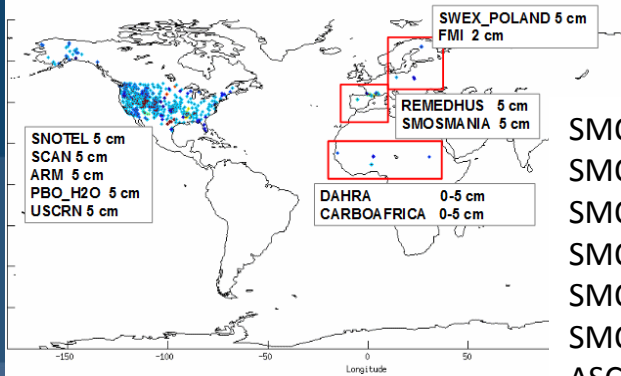 SWEX_POLAND 5 cm
FMI 2 cm
REMEDHUS 5 cm
SMOSMANIA 5 cm
SNOTEL 5 cm
SCAN 5 cm
ARM 5 cm
PBO_H2O 5 cm
USCRN 5 cm
DAHRA 0-5 cm
CARBOAFRICA 0-5 cm
-150 -100 -50 0 50
Longitude